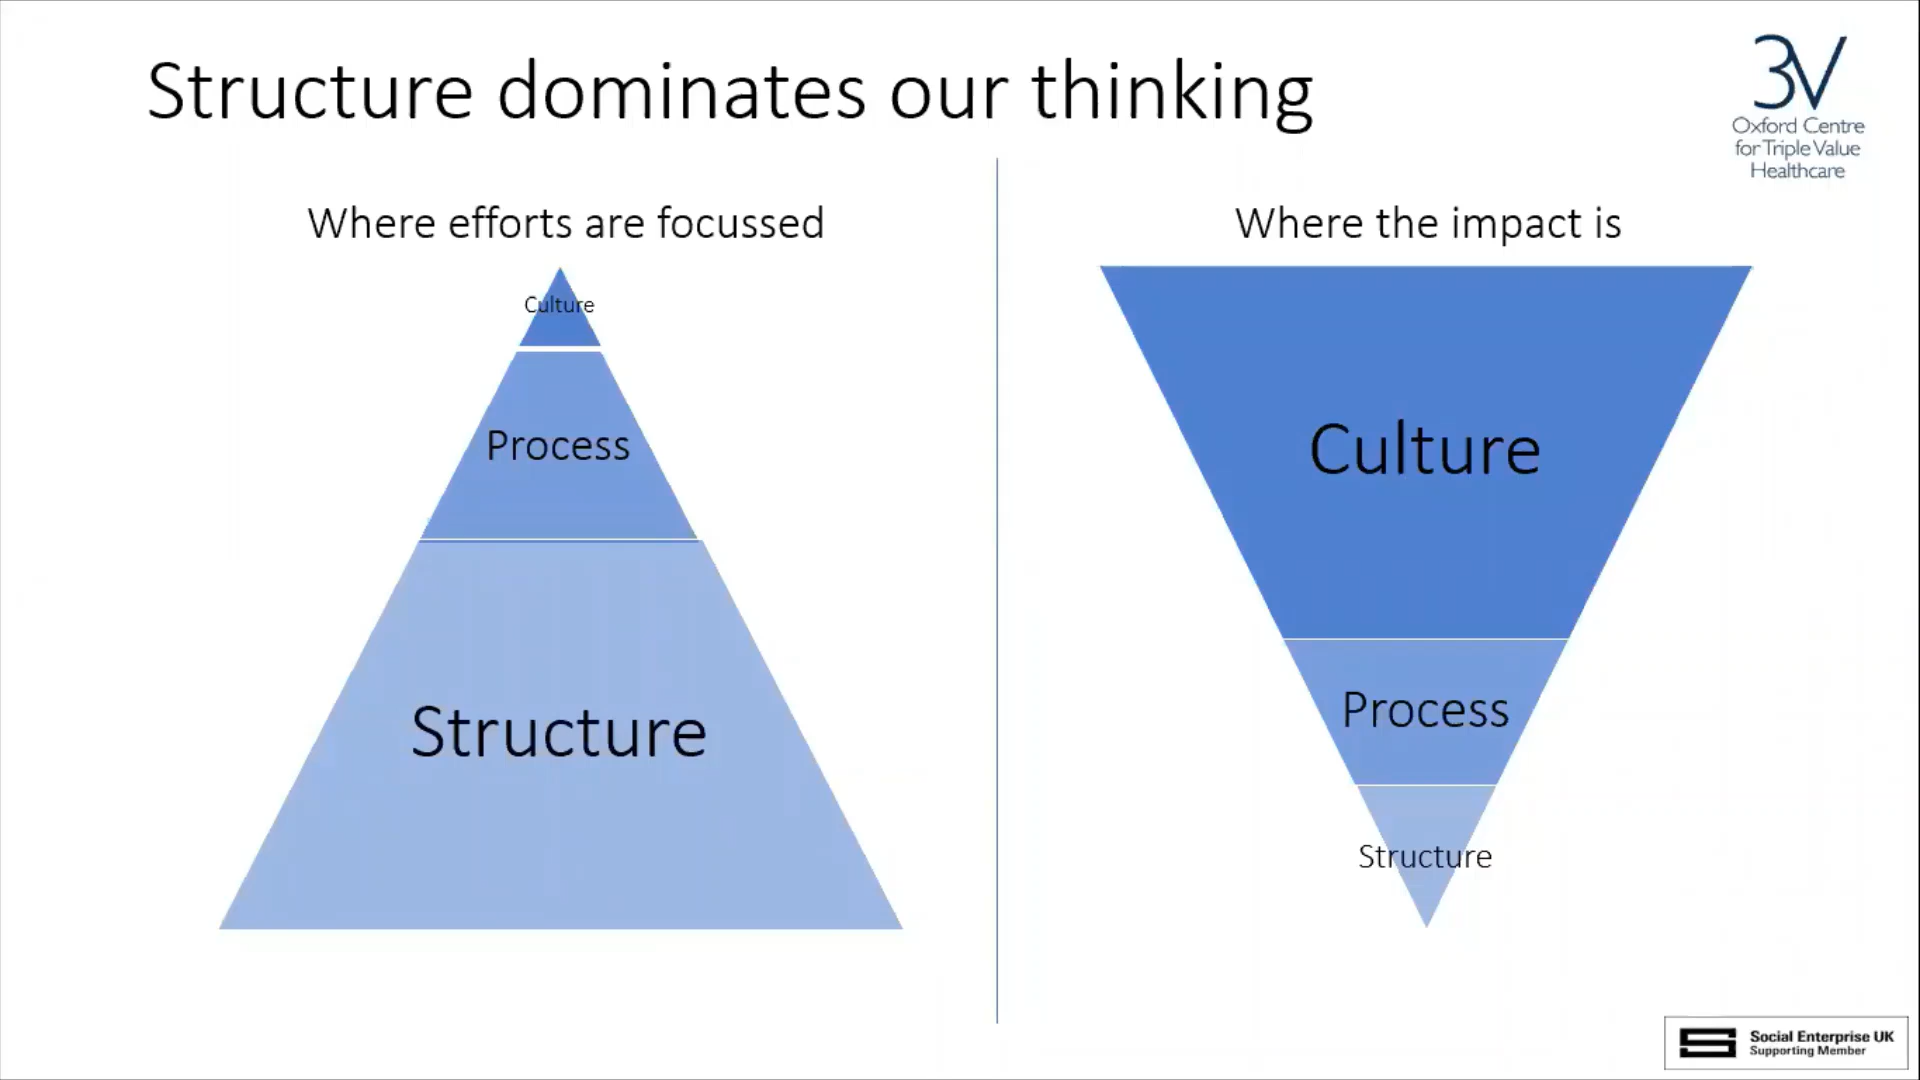 Structure dominates our thinking
3V
Oxford Centre
for Triple Value
Healthcare
Where efforts are focussed
Culture
Process
Structure
Where the impact is
Culture
Process
Structure
Social Enterprise UK
Supporting Member